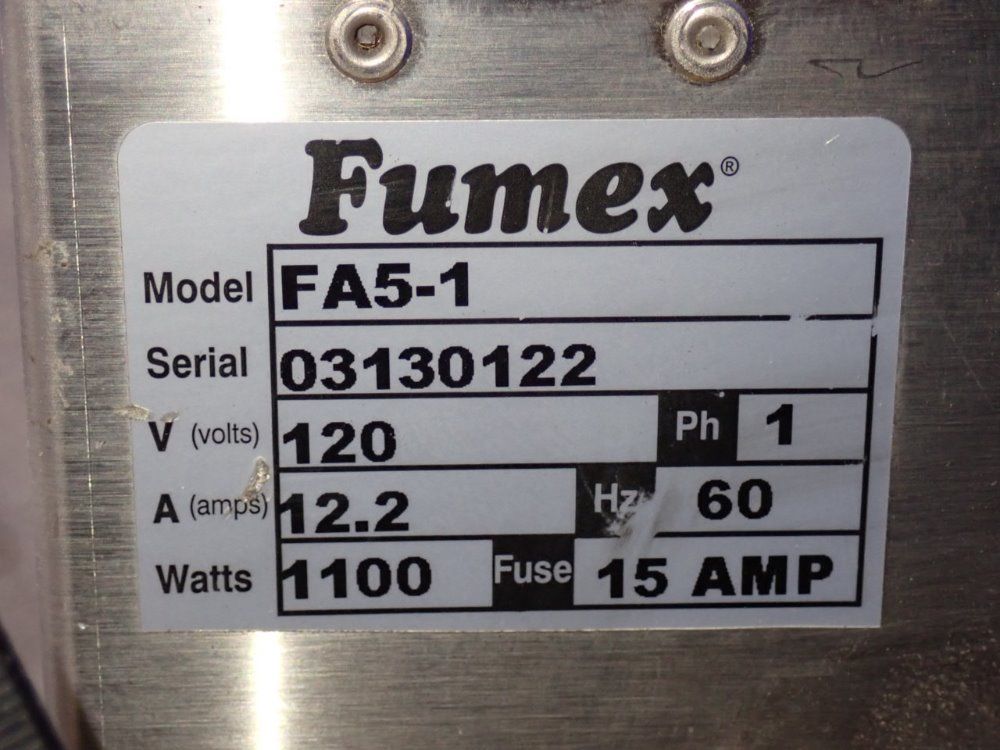 Fumex®
Model FA5-1
Serial 03130122
V (volts) 120 Ph 1
A (amps) 12.2 Hz 60
Watts 1100 Fuse 15 AMP